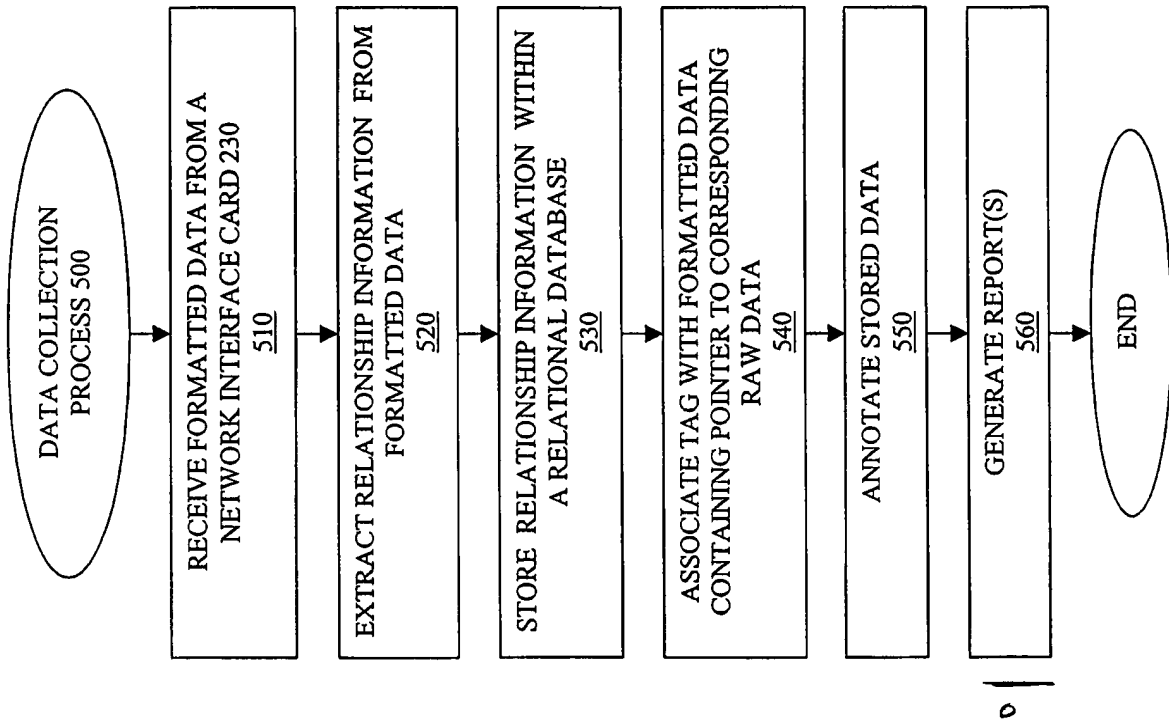 DATA COLLECTION
PROCESS 500
RECEIVE FORMATTED DATA FROM A
NETWORK INTERFACE CARD 230
510
EXTRACT RELATIONSHIP INFORMATION FROM
FORMATTED DATA
520
STORE RELATIONSHIP INFORMATION WITHIN
A RELATIONAL DATABASE
530
ASSOCIATE TAG WITH FORMATTED DATA
CONTAINING POINTER TO CORRESPONDING
RAW DATA
540
ANNOTATE STORED DATA
550
GENERATE REPORT(S)
560
END